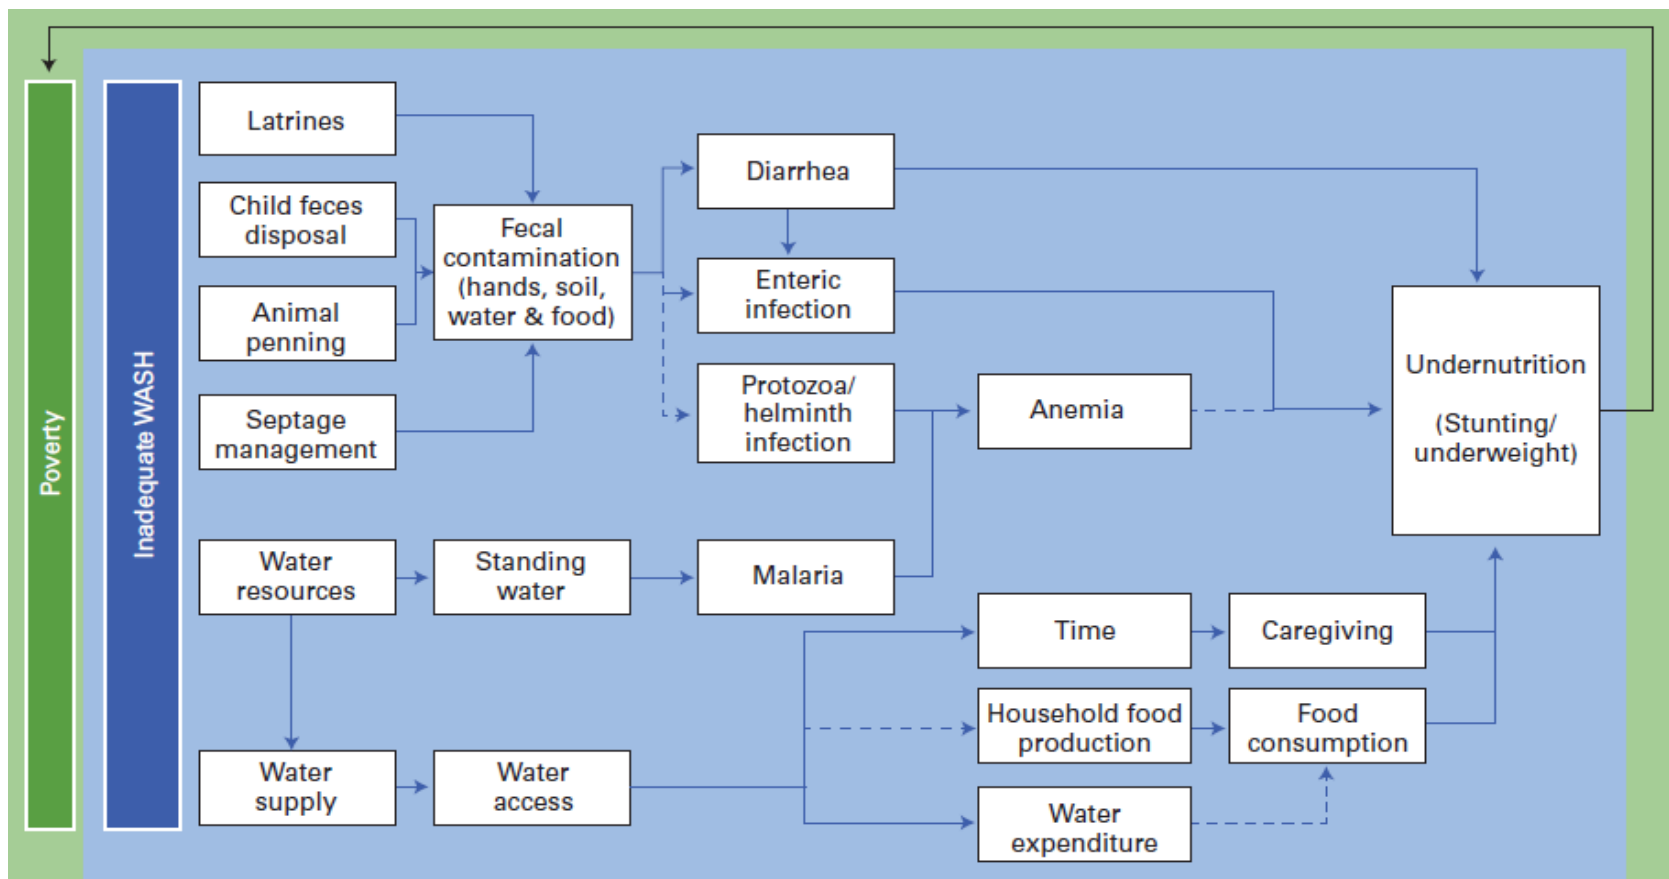 Poverty
Inadequate WASH
Latrines
Child feces
disposal
Animal
penning
Septage
management
Water
resources
Water
supply
Fecal
contamination
(hands, soil,
water & food)
Standing
water
Water
access
Diarrhea
Enteric
infection
Protozoa/
helminth
infection
Malaria
Anemia
Time
Household food
production
Water
expenditure
Caregiving
Food
consumption
Undernutrition
(Stunting/
underweight)